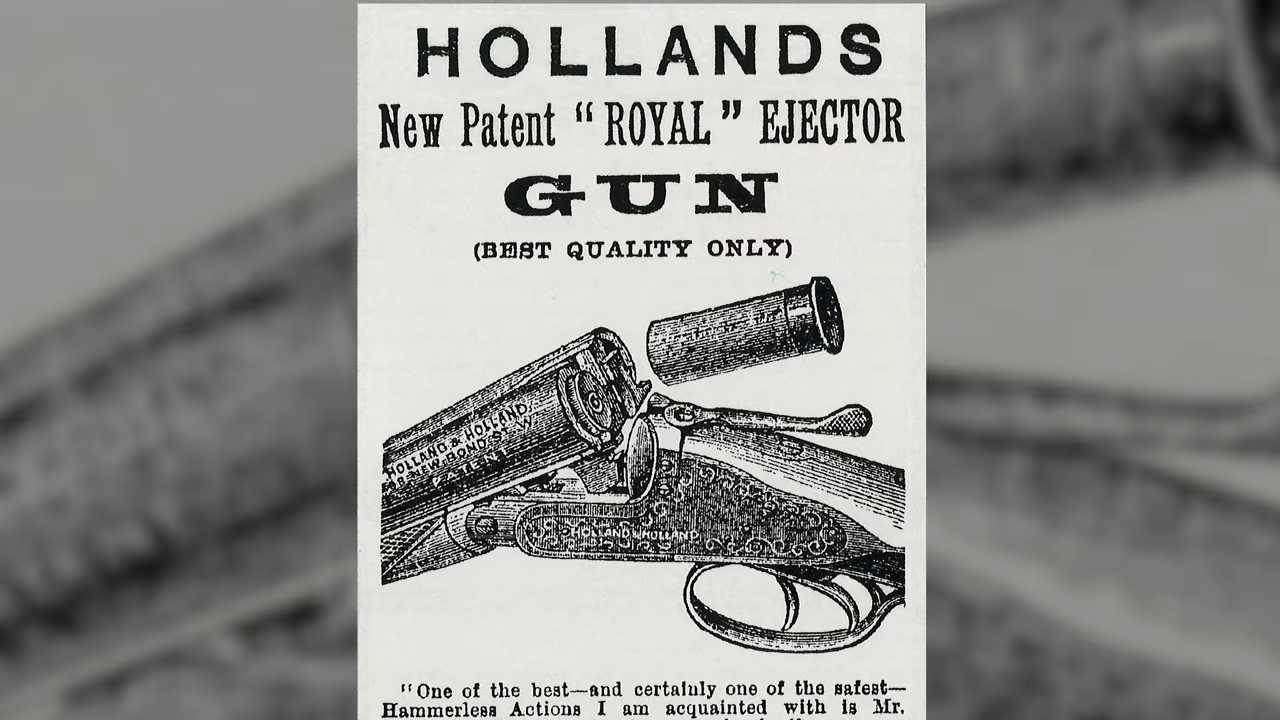 HOLLANDS
New Patent "ROYAL" EJECTOR
GUN
(BEST QUALITY ONLY)
HOLLAND & HOLLAND.
NEW BOND S
HOLLAND & HOLLAND
"One of the best—and certainly one of the safest—
Hammerless Actions I am acquainted with is Mr.